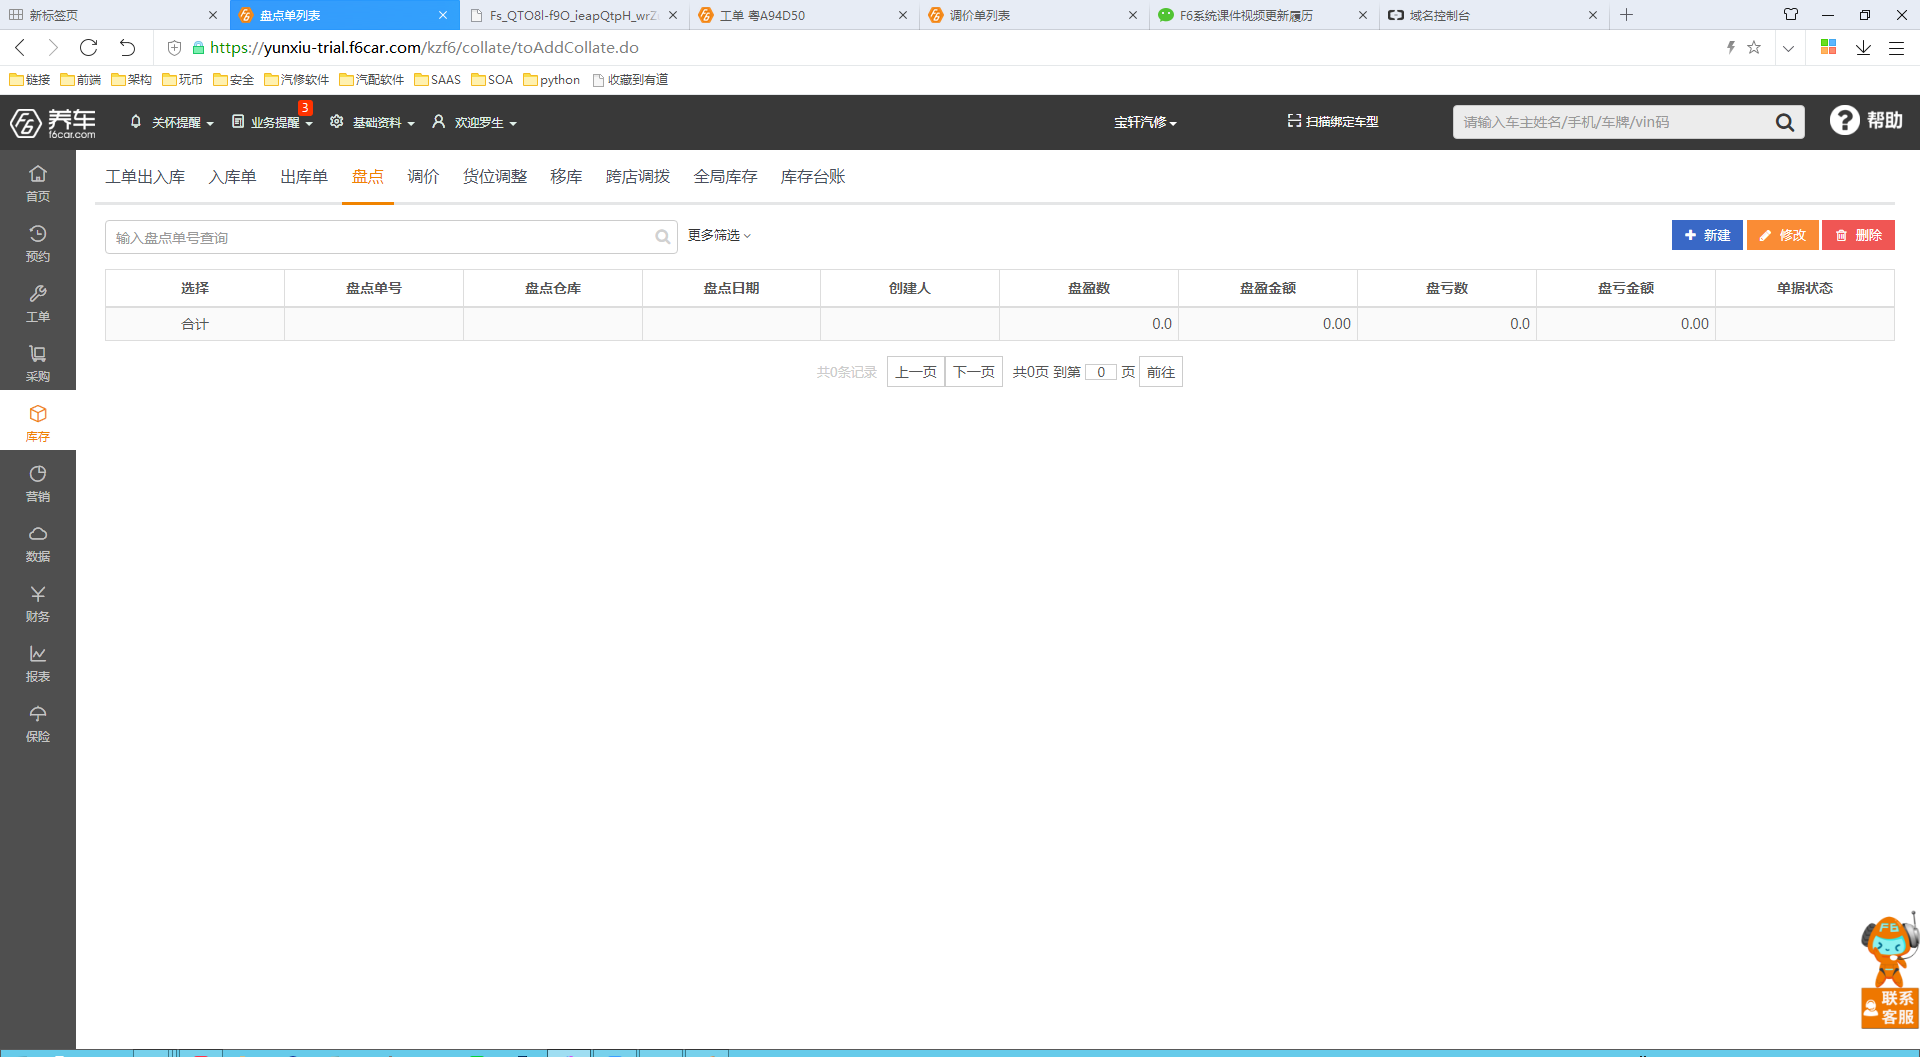 新标签页
盘点单列表
Fs_QTO8l-f9O_ieapQtpH_wrZ
工单 粤A94D50
调价单列表
F6系统课件视频更新履历
域名控制台
https://yunxiu-trial.f6car.com/kzf6/collate/toAddCollate.do
链接 前端 架构 玩币 安全 汽修软件 汽配软件 SAAS SOA python 收藏到有道
养车
f6car.com
关怀提醒
业务提醒
3
基础资料
欢迎罗生
宝轩汽修
扫描绑定车型
请输入车主姓名/手机/车牌/vin码
帮助
首页
预约
工单
采购
库存
营销
数据
财务
报表
保险
工单出入库 入库单 出库单 盘点 调价 货位调整 移库 跨店调拨 全局库存 库存台账
输入盘点单号查询
更多筛选
新建 修改 删除
选择 盘点单号 盘点仓库 盘点日期 创建人 盘盈数 盘盈金额 盘亏数 盘亏金额 单据状态
合计 0.0 0.00 0.0 0.00
共0条记录 上一页 下一页 共0页 到第 0 页 前往
F6
联系
客服